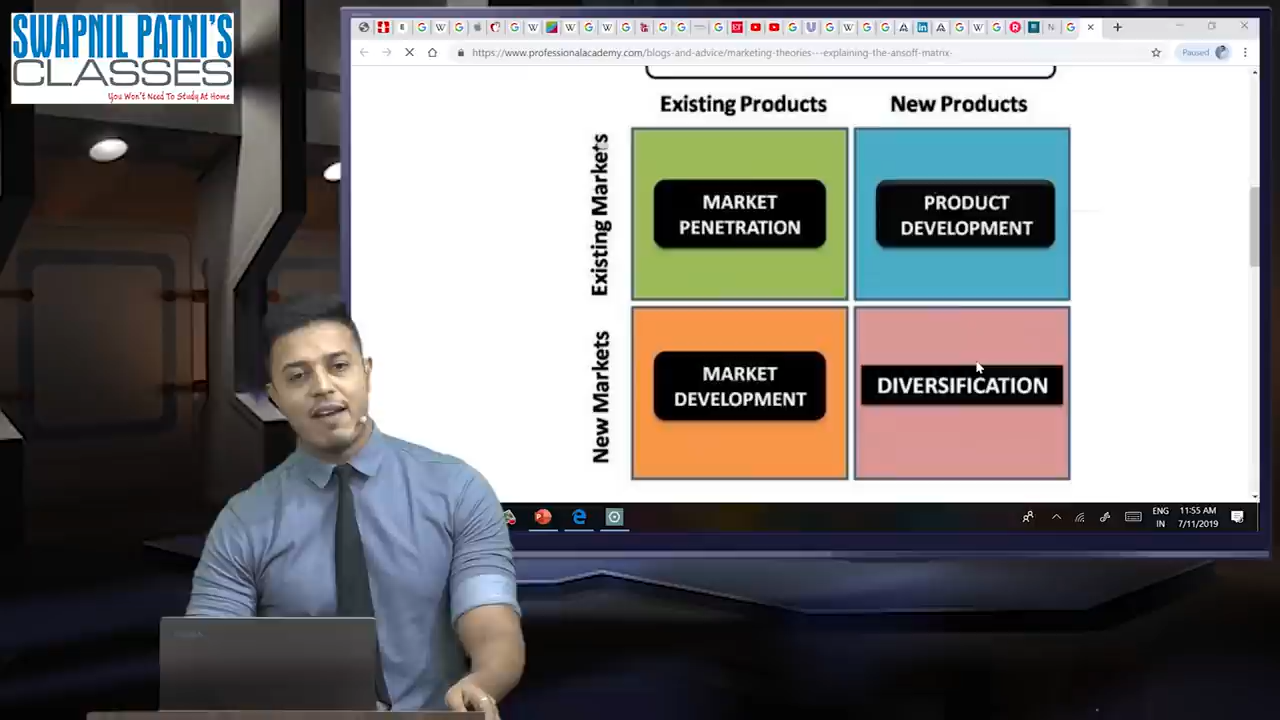 SWAPNIL PATNI'S
CLASSES
You Won't Need To Study At Home
https://www.professionalacademy.com/blogs-and-advice/marketing-theories---explaining-the-ansoff-matrix-
Paused
Existing Products
New Products
Existing Markets
MARKET
PENETRATION
PRODUCT
DEVELOPMENT
New Markets
MARKET
DEVELOPMENT
DIVERSIFICATION
ENG
IN
11:55 AM
7/11/2019